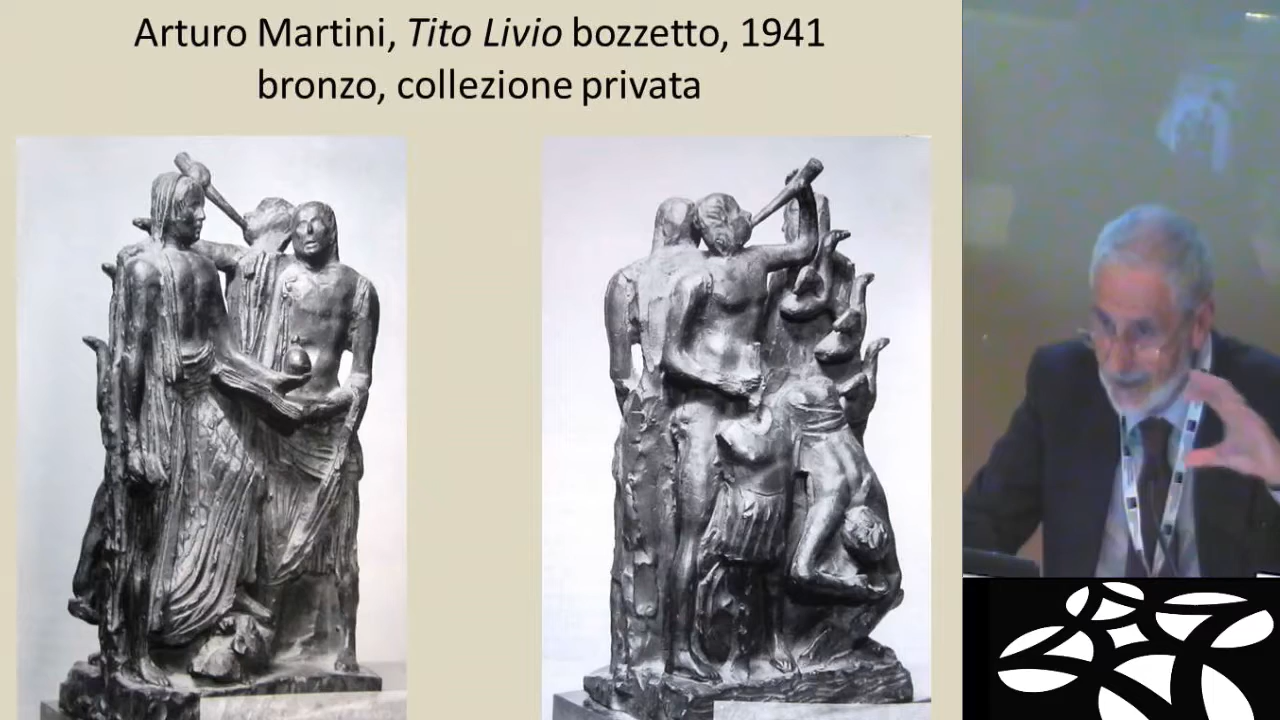 Arturo Martini, Tito Livio bozzetto, 1941
bronzo, collezione privata